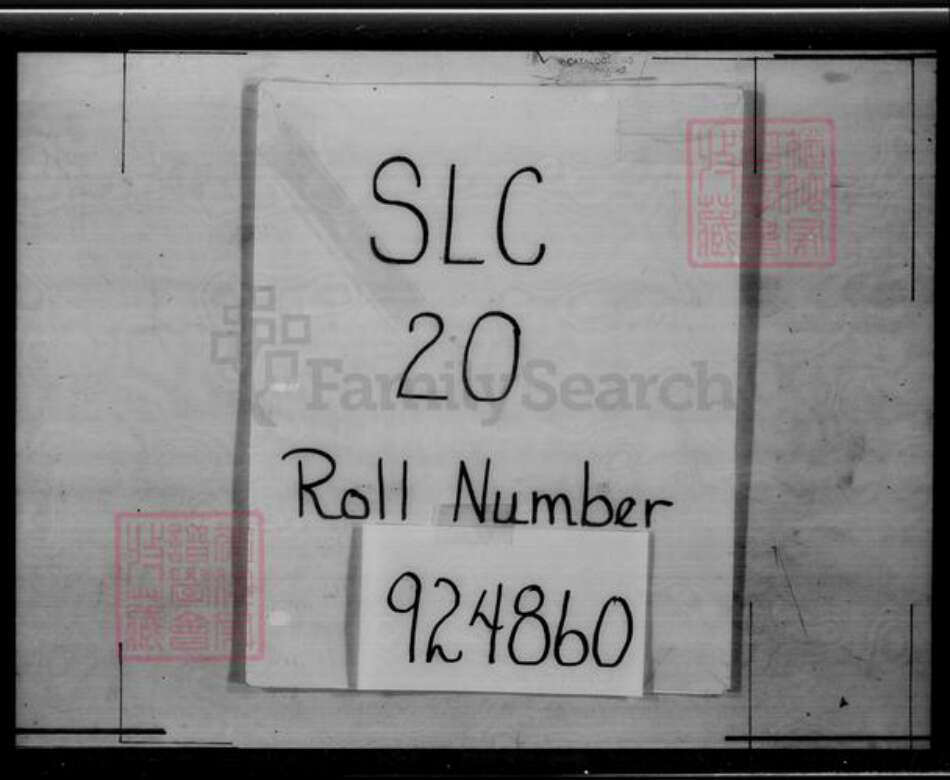 SLC
20
FamilySearch
Roll Number
924860